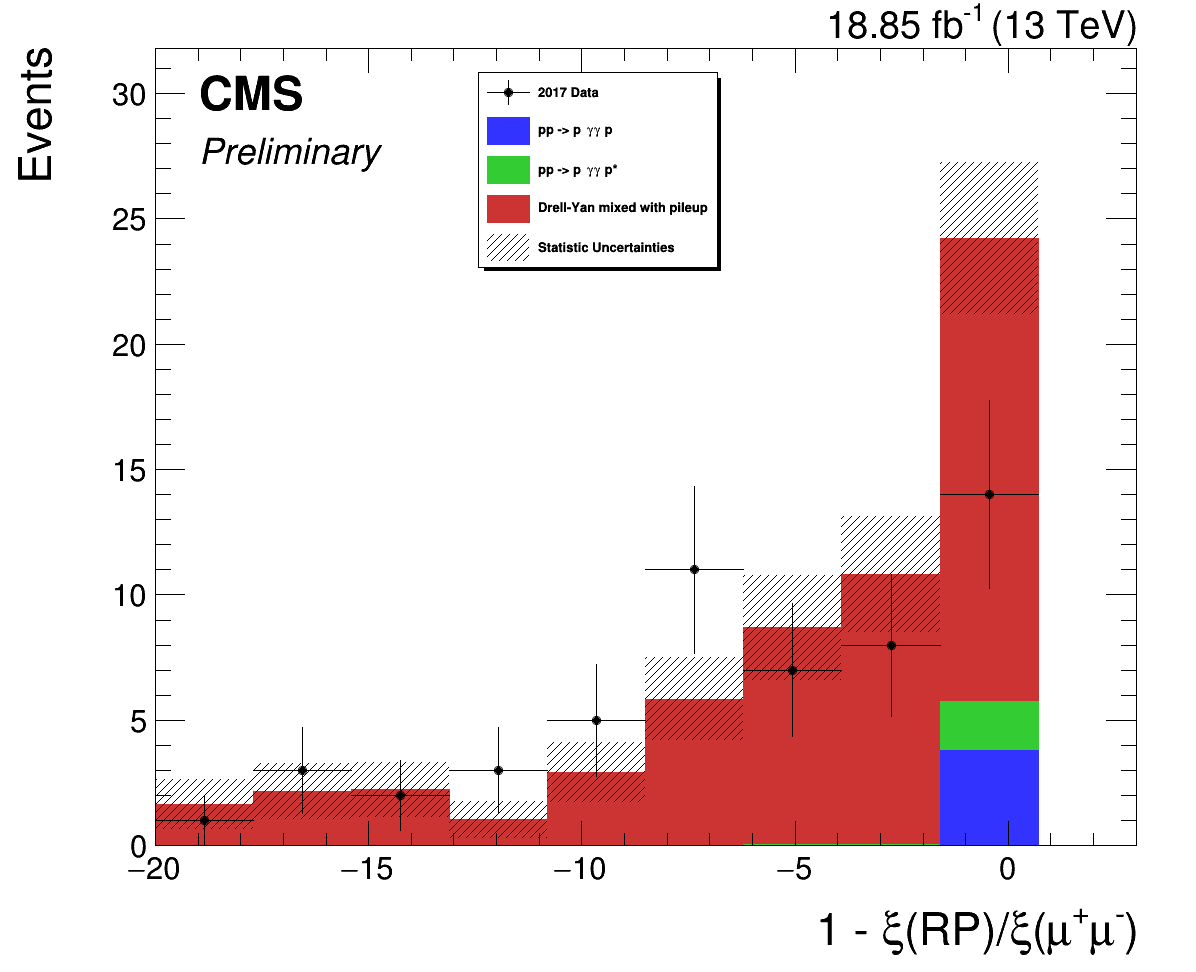 18.85 fb⁻¹ (13 TeV)
Events
CMS
Preliminary
2017 Data
pp -> p γγ p
pp -> p γγ p*
Drell-Yan mixed with pileup
Statistic Uncertainties
30
25
20
15
10
5
0
−20 −15 −10 −5 0
1 - ξ(RP)/ξ(μ⁺μ⁻)